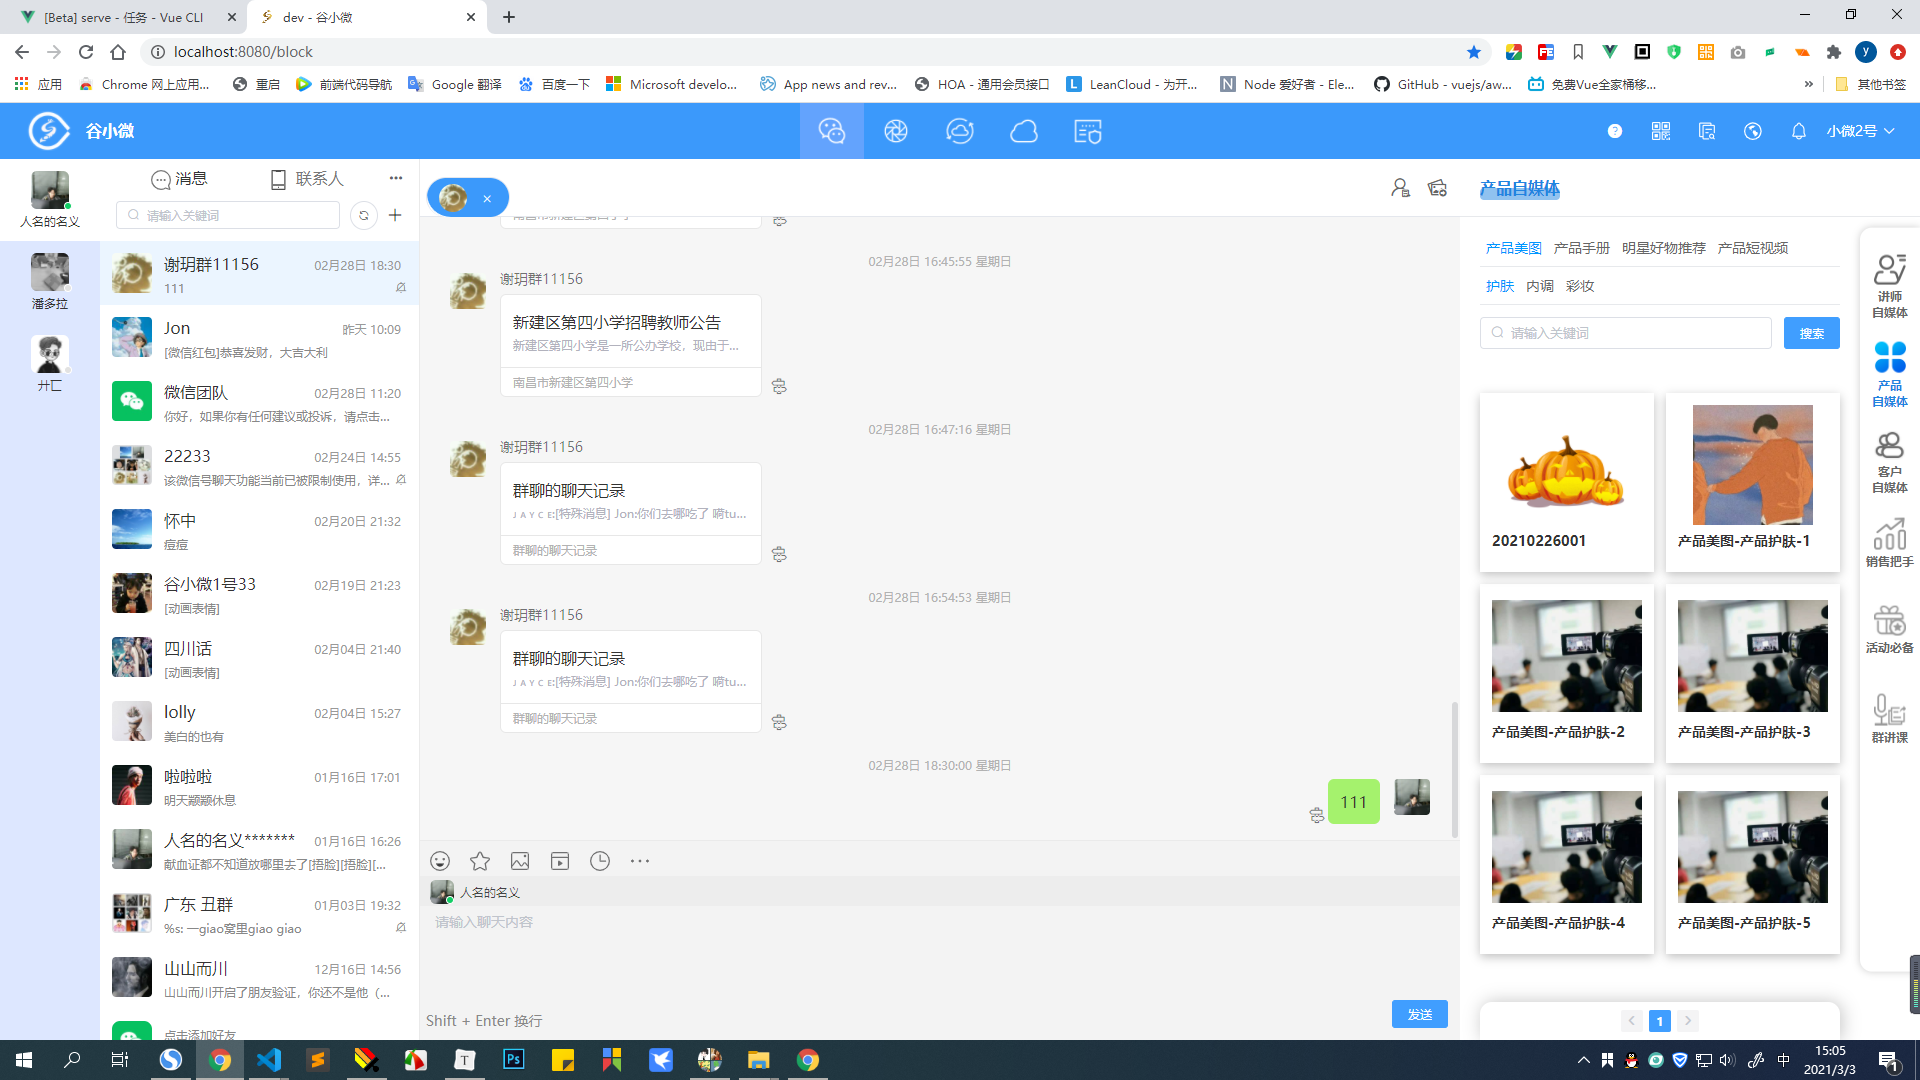 [Beta] serve - 任务 - Vue CLI
dev - 谷小微
localhost:8080/block
应用
Chrome 网上应用...
重启
前端代码导航
Google 翻译
百度一下
Microsoft develo...
App news and rev...
HOA - 通用会员接口
LeanCloud - 为开...
Node 爱好者 - Ele...
GitHub - vuejs/aw...
免费Vue全家桶移...
其他书签
谷小微
小微2号
人名的名义
潘多拉
消息
联系人
请输入关键词
谢玥群11156
02月28日 18:30
111
Jon
昨天 10:09
[微信红包]恭喜发财，大吉大利
微信团队
02月28日 11:20
你好，如果你有任何建议或投诉，请点击...
22233
02月24日 14:55
该微信号聊天功能当前已被限制使用，详...
怀中
02月20日 21:32
痘痘
谷小微1号33
02月19日 21:23
[动画表情]
四川话
02月04日 21:40
[动画表情]
lolly
02月04日 15:27
美白的也有
啦啦啦
01月16日 17:01
明天颛颛休息
人名的名义*******
01月16日 16:26
献血证都不知道放哪里去了[捂脸][捂脸][...
广东 丑群
01月03日 19:32
%s: 一giao窝里giao giao
山山而川
12月16日 14:56
山山而川开启了朋友验证，你还不是他（...
点击添加好友
02月28日 16:45:55 星期日
谢玥群11156
新建区第四小学招聘教师公告
新建区第四小学是一所公办学校，现由于...
南昌市新建区第四小学
02月28日 16:47:16 星期日
谢玥群11156
群聊的聊天记录
ＪＡＹＣＥ:[特殊消息] Jon:你们去哪吃了 嘀tu...
群聊的聊天记录
02月28日 16:54:53 星期日
谢玥群11156
群聊的聊天记录
ＪＡＹＣＥ:[特殊消息] Jon:你们去哪吃了 嘀tu...
群聊的聊天记录
02月28日 18:30:00 星期日
111
人名的名义
请输入聊天内容
Shift + Enter 换行
发送
产品自媒体
产品美图 产品手册 明星好物推荐 产品短视频
护肤 内调 彩妆
请输入关键词
搜索
20210226001
产品美图-产品护肤-1
产品美图-产品护肤-2
产品美图-产品护肤-3
产品美图-产品护肤-4
产品美图-产品护肤-5
1
讲师
自媒体
产品
自媒体
客户
自媒体
销售把手
活动必备
群讲课
中
15:05
2021/3/3
1